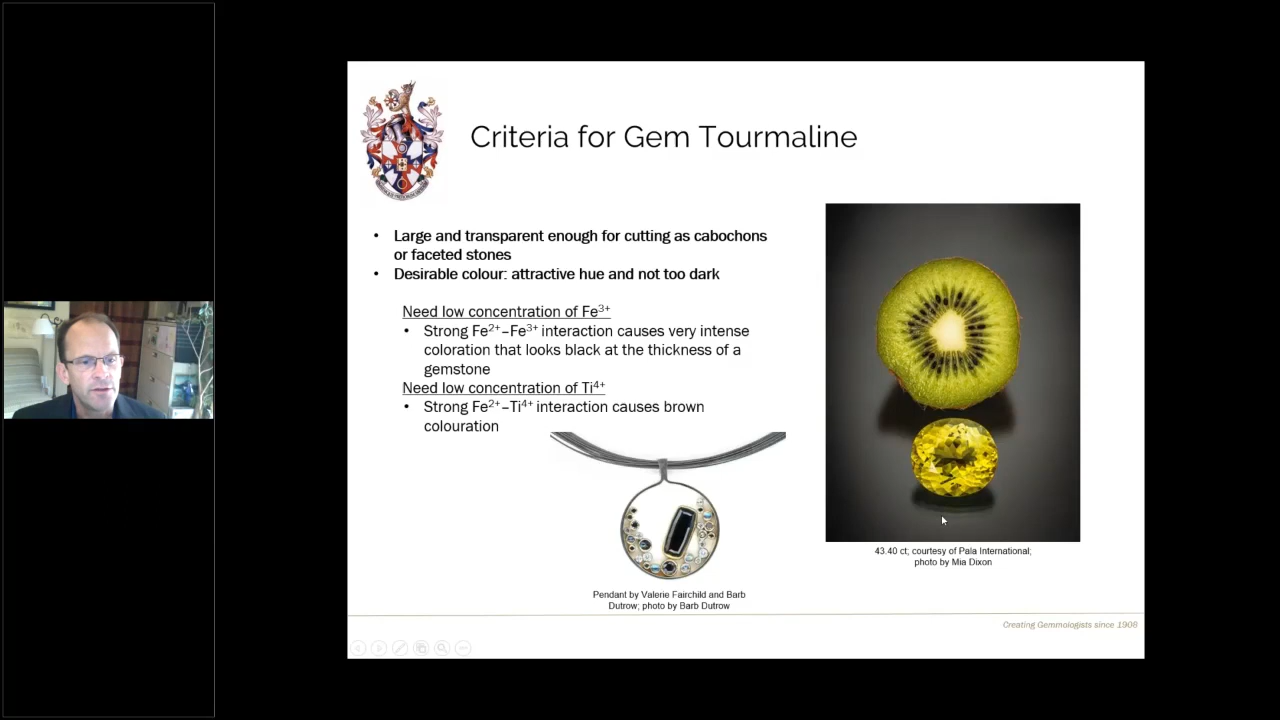 Criteria for Gem Tourmaline
• Large and transparent enough for cutting as cabochons
or faceted stones
• Desirable colour: attractive hue and not too dark
Need low concentration of Fe³⁺
• Strong Fe²⁺–Fe³⁺ interaction causes very intense
coloration that looks black at the thickness of a
gemstone
Need low concentration of Ti⁴⁺
• Strong Fe²⁺–Ti⁴⁺ interaction causes brown
colouration
43.40 ct; courtesy of Pala International;
photo by Mia Dixon
Pendant by Valerie Fairchild and Barb
Dutrow; photo by Barb Dutrow
Creating Gemmologists since 1908